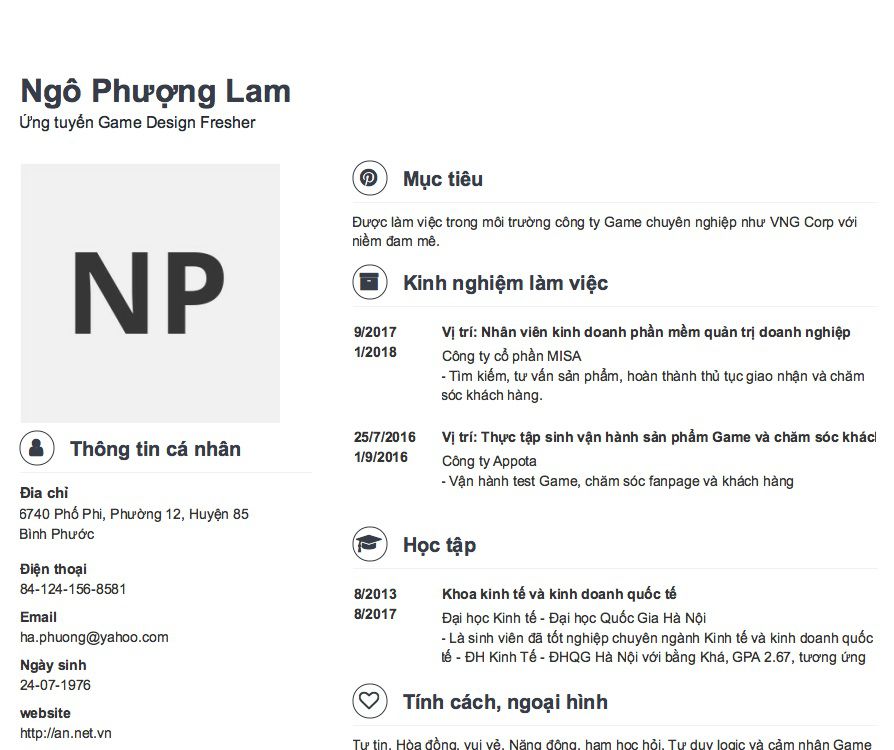 Ngô Phượng Lam
Ứng tuyển Game Design Fresher
NP
Thông tin cá nhân
Địa chỉ
6740 Phố Phi, Phường 12, Huyện 85
Bình Phước
Điện thoại
84-124-156-8581
Email
ha.phuong@yahoo.com
Ngày sinh
24-07-1976
website
http://an.net.vn
Mục tiêu
Được làm việc trong môi trường công ty Game chuyên nghiệp như VNG Corp với
niềm đam mê.
Kinh nghiệm làm việc
9/2017
1/2018
Vị trí: Nhân viên kinh doanh phần mềm quản trị doanh nghiệp
Công ty cổ phần MISA
- Tìm kiếm, tư vấn sản phẩm, hoàn thành thủ tục giao nhận và chăm
sóc khách hàng.
25/7/2016
1/9/2016
Vị trí: Thực tập sinh vận hành sản phẩm Game và chăm sóc khácl
Công ty Appota
- Vận hành test Game, chăm sóc fanpage và khách hàng
Học tập
8/2013
8/2017
Khoa kinh tế và kinh doanh quốc tế
Đại học Kinh tế - Đại học Quốc Gia Hà Nội
- Là sinh viên đã tốt nghiệp chuyên ngành Kinh tế và kinh doanh quốc
tế - ĐH Kinh Tế - ĐHQG Hà Nội với bằng Khá, GPA 2.67, tương ứng
Tính cách, ngoại hình
Tự tin, Hòa đồng, vui vẻ, Năng động, ham học hỏi, Tư duy logic và cảm nhận Game